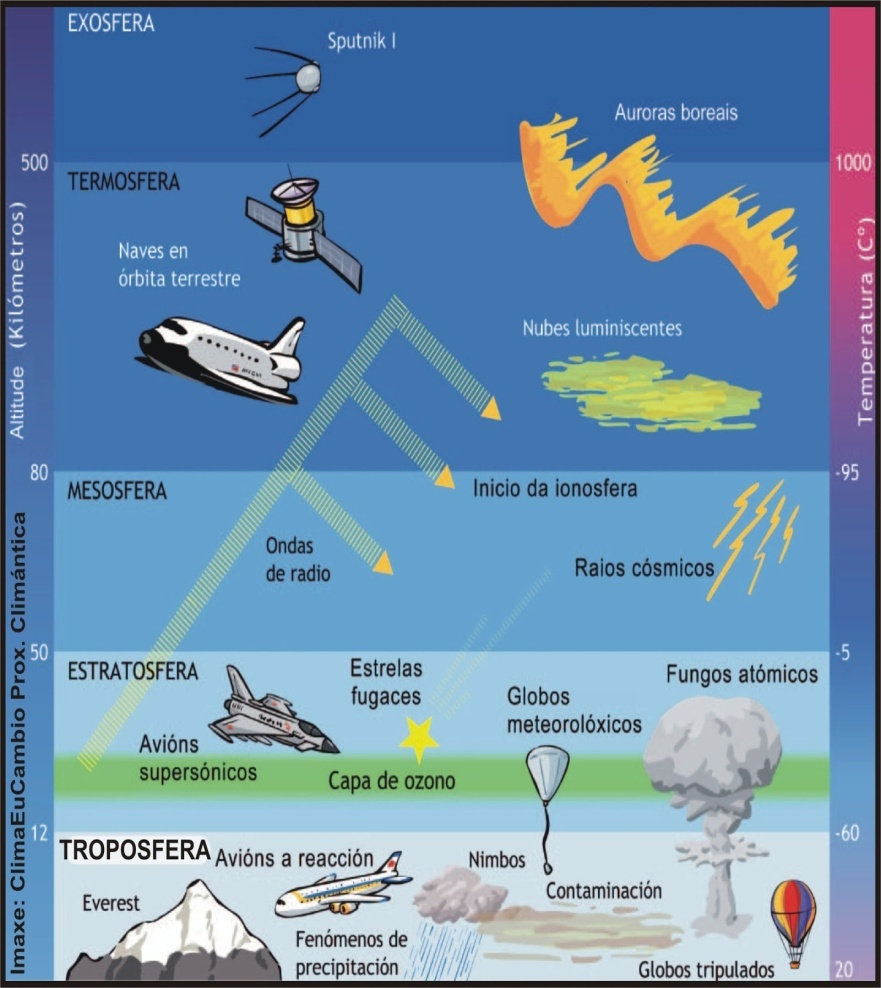 EXOSFERA
Sputnik I
Auroras boreais
500
1000
TERMOSFERA
Naves en
órbita terrestre
Nubes luminiscentes
Altitude (Kilómetros)
Temperatura (C°)
80
-95
MESOSFERA
Inicio da ionosfera
Ondas
de radio
Raios cósmicos
50
-5
ESTRATOSFERA
Estrelas
fugaces
Fungos atómicos
Globos
meteorolóxicos
Avións
supersónicos
Capa de ozono
12
-60
TROPOSFERA
Avións a reacción
Nimbos
Everest
Contaminación
Fenómenos de
precipitación
Globos tripulados
20
Imaxe: ClimaEuCambio Prox. Climántica